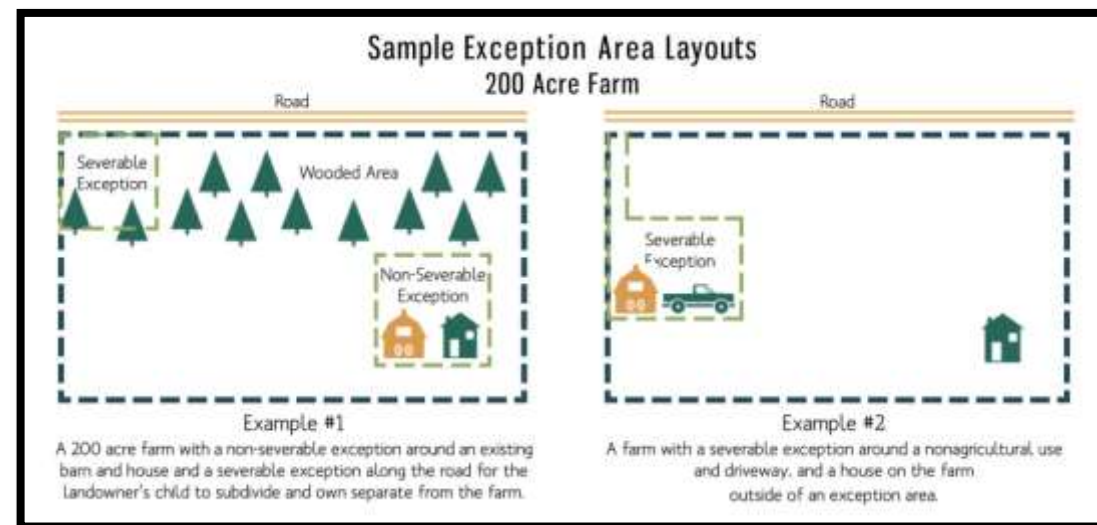 Sample Exception Area Layouts
200 Acre Farm
Road
Severable
Exception
Wooded Area
Non-Severable
Exception
Example #1
A 200 acre farm with a non-severable exception around an existing
barn and house and a severable exception along the road for the
landowner's child to subdivide and own separate from the farm.
Road
Severable
Exception
Example #2
A farm with a severable exception around a nonagricultural use
and driveway, and a house on the farm
outside of an exception area.